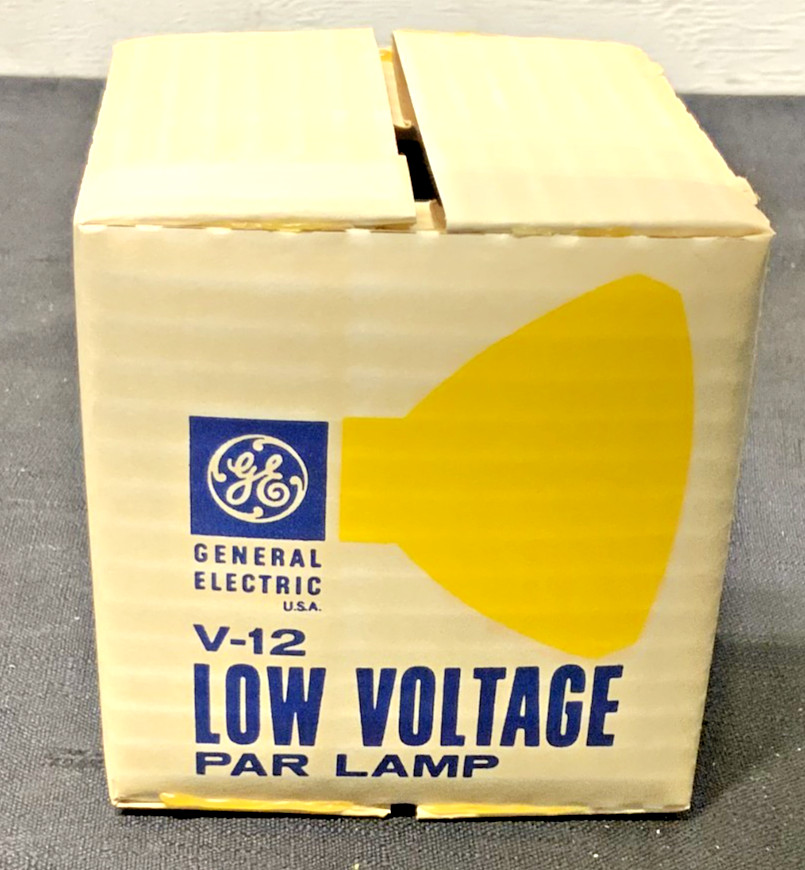 GE
GENERAL
ELECTRIC
U.S.A.
V-12
LOW VOLTAGE
PAR LAMP